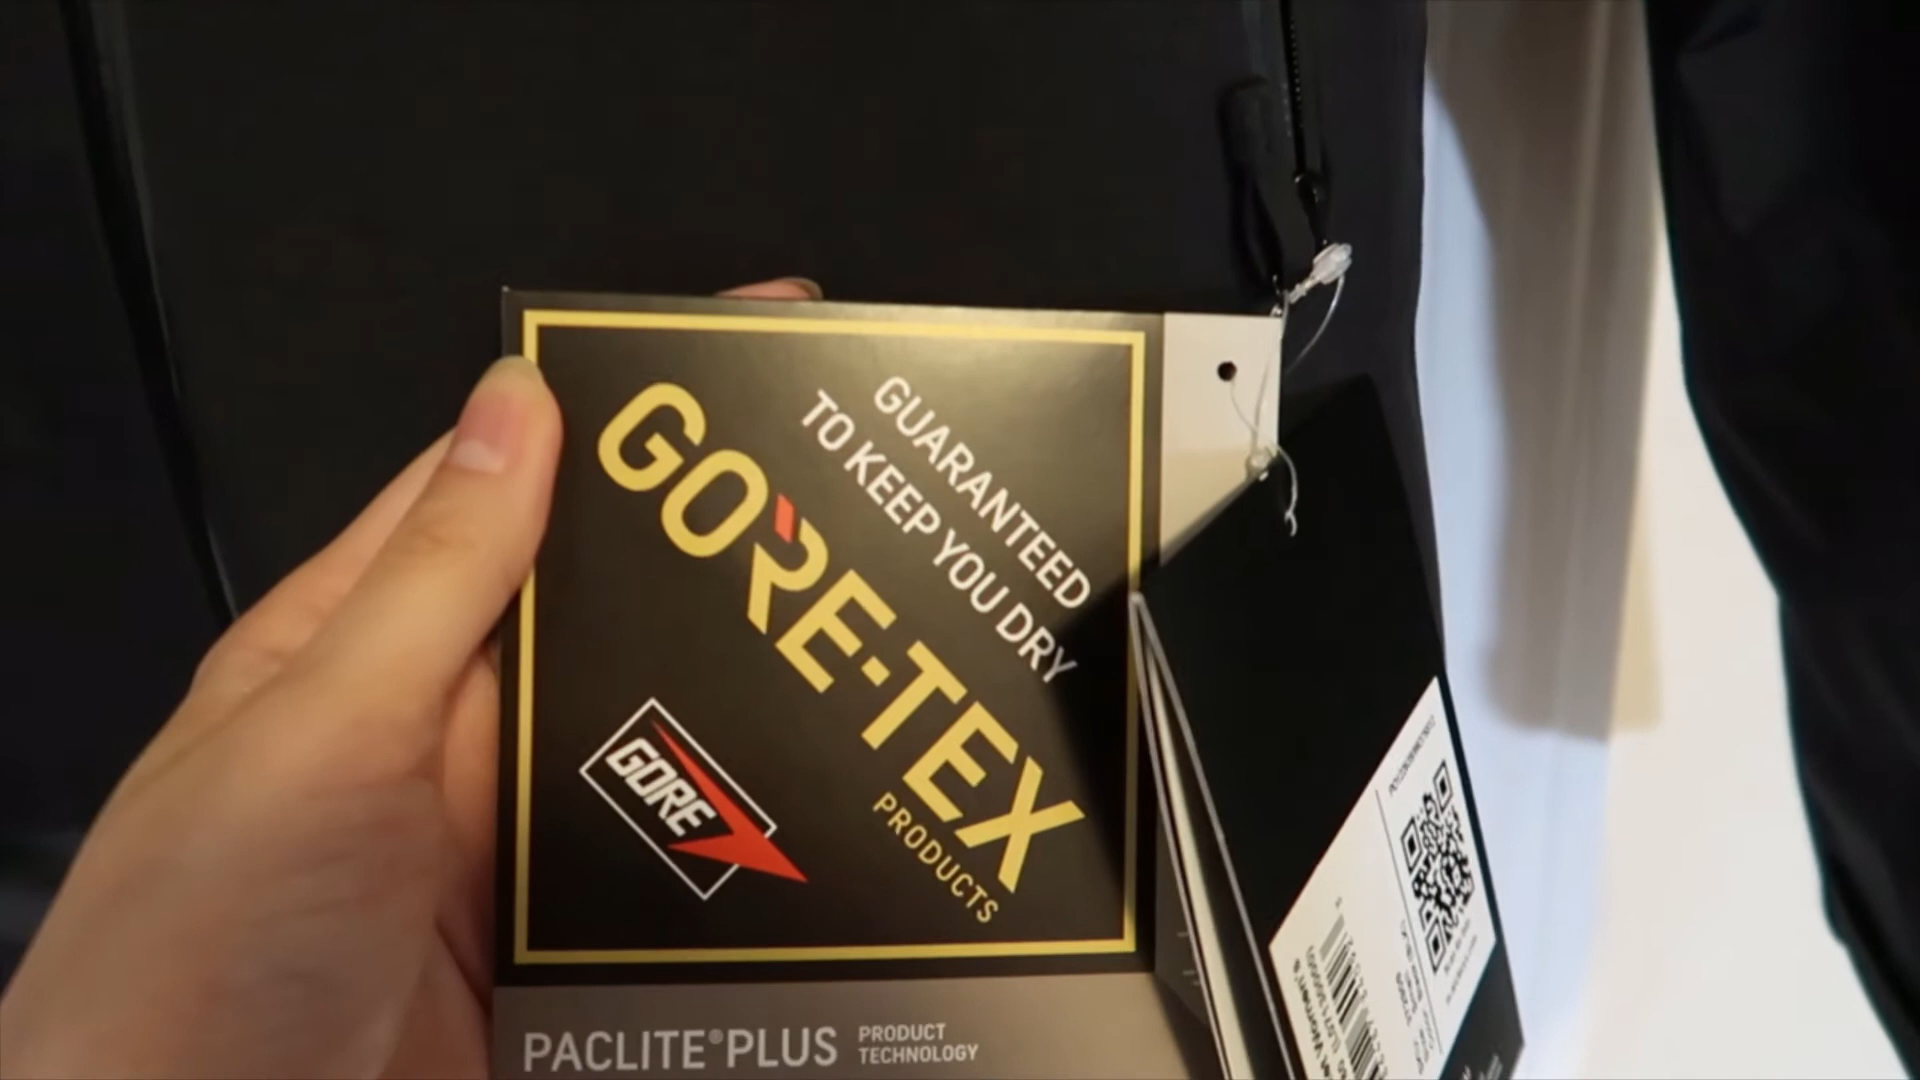 GUARANTEED
TO KEEP YOU DRY
GORE-TEX
PRODUCTS
GORE
PACLITE® PLUS
PRODUCT
TECHNOLOGY